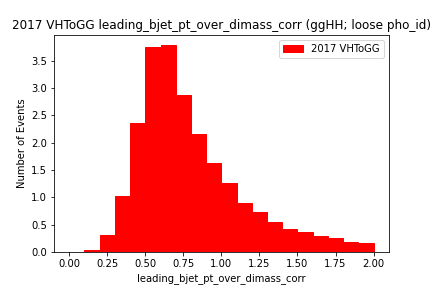 2017 VHToGG leading_bjet_pt_over_dimass_corr (ggHH; loose pho_id)
2017 VHToGG
Number of Events
3.5
3.0
2.5
2.0
1.5
1.0
0.5
0.0
0.00 0.25 0.50 0.75 1.00 1.25 1.50 1.75 2.00
leading_bjet_pt_over_dimass_corr